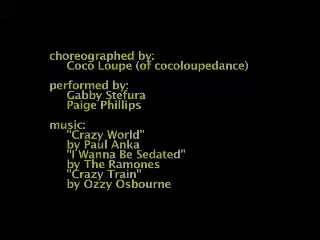 choreographed by:
Coco Loupe (of cocoloupedance)
performed by:
Gabby Stefura
Paige Phillips
music:
"Crazy World"
by Paul Anka
"I Wanna Be Sedated"
by The Ramones
"Crazy Train"
by Ozzy Osbourne